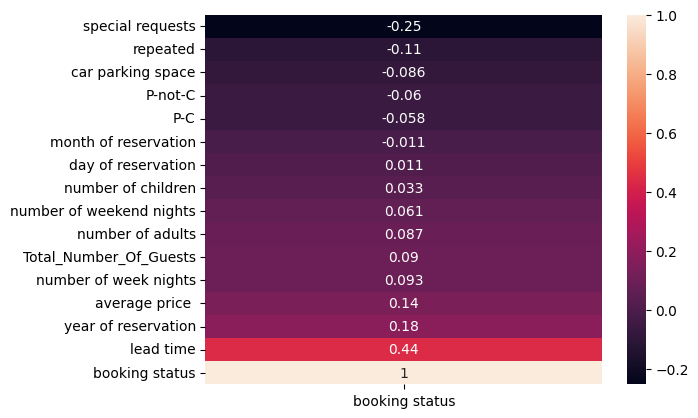 special requests -0.25
repeated -0.11
car parking space -0.086
P-not-C -0.06
P-C -0.058
month of reservation -0.011
day of reservation 0.011
number of children 0.033
number of weekend nights 0.061
number of adults 0.087
Total_Number_Of_Guests 0.09
number of week nights 0.093
average price 0.14
year of reservation 0.18
lead time 0.44
booking status 1
booking status
1.0
0.8
0.6
0.4
0.2
0.0
−0.2